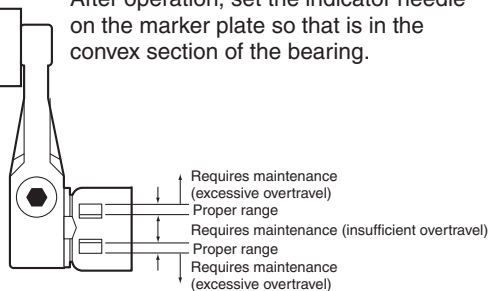 After operation, set the indicator needle
on the marker plate so that is in the
convex section of the bearing.
Requires maintenance
(excessive overtravel)
Proper range
Requires maintenance (insufficient overtravel)
Proper range
Requires maintenance
(excessive overtravel)